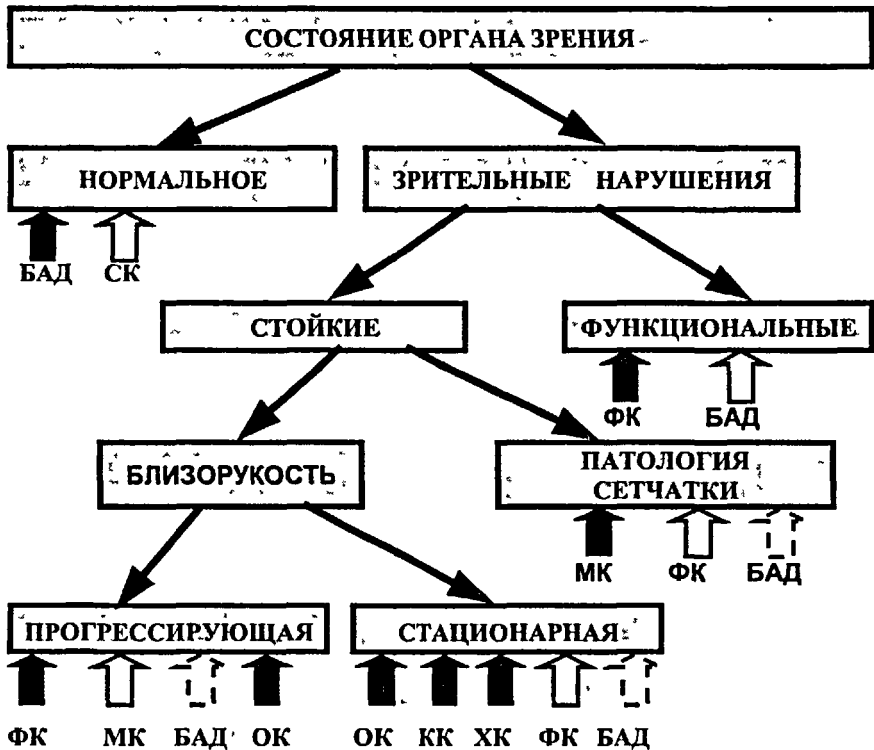 СОСТОЯНИЕ ОРГАНА ЗРЕНИЯ
НОРМАЛЬНОЕ
ЗРИТЕЛЬНЫЕ НАРУШЕНИЯ
БАД СК
СТОЙКИЕ
ФУНКЦИОНАЛЬНЫЕ
ФК БАД
БЛИЗОРУКОСТЬ
ПАТОЛОГИЯ
СЕТЧАТКИ
МК ФК БАД
ПРОГРЕССИРУЮЩАЯ
СТАЦИОНАРНАЯ
ФК МК БАД ОК
ОК КК ХК ФК БАД